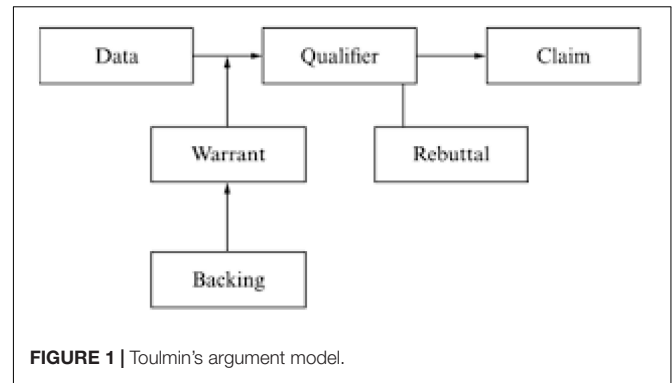 Data Qualifier Claim
Warrant Rebuttal
Backing
FIGURE 1 | Toulmin's argument model.